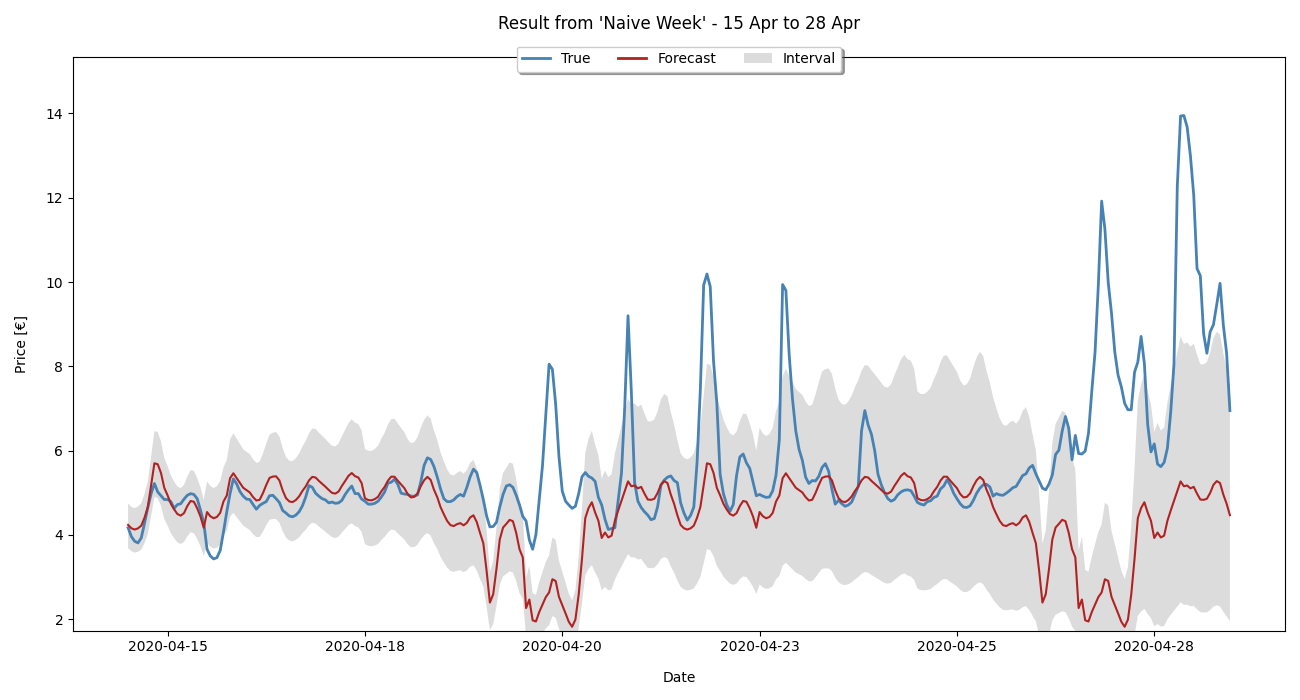 Result from 'Naive Week' - 15 Apr to 28 Apr
True Forecast Interval
14
12
10
8
6
4
2
Price [€]
2020-04-15 2020-04-18 2020-04-20 2020-04-23 2020-04-25 2020-04-28
Date